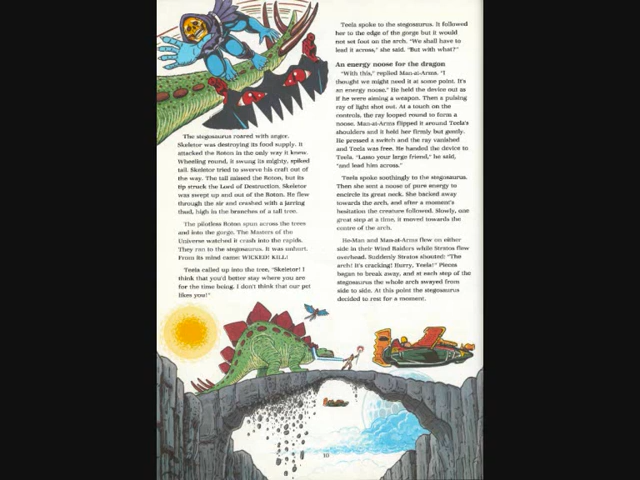 The stegosaurus roared with anger.
Skeletor was destroying its food supply. It
attacked the Roton in the only way it knew.
Wheeling round, it swung its mighty, spiked
tail. Skeletor tried to swerve his craft out of
the way. The tail missed the Roton, but its
tip struck the Lord of Destruction. Skeletor
was swept up and out of the Roton. He flew
through the air and crashed with a jarring
thud, high in the branches of a tall tree.
The pilotless Roton spun across the trees
and into the gorge. The Masters of the
Universe watched it crash into the rapids.
They ran to the stegosaurus. It was unhurt.
From its mind came: WICKED! KILL!
Teela called up into the tree, "Skeletor! I
think that you'd better stay where you are
for the time being. I don't think that our pet
likes you!"
Teela spoke to the stegosaurus. It followed
her to the edge of the gorge but it would
not set foot on the arch. "We shall have to
lead it across," she said. "But with what?"
An energy noose for the dragon
"With this," replied Man-at-Arms. "I
thought we might need it at some point. It's
an energy noose." He held the device out as
if he were aiming a weapon. Then a pulsing
ray of light shot out. At a touch on the
controls, the ray looped round to form a
noose. Man-at-Arms flipped it around Teela's
shoulders and it held her firmly but gently.
He pressed a switch and the ray vanished
and Teela was free. He handed the device to
Teela. "Lasso your large friend," he said,
"and lead him across."
Teela spoke soothingly to the stegosaurus.
Then she sent a noose of pure energy to
encircle its great neck. She backed away
towards the arch, and after a moment's
hesitation the creature followed. Slowly, one
great step at a time, it moved towards the
centre of the arch.
He-Man and Man-at-Arms flew on either
side in their Wind Raiders while Stratos flew
overhead. Suddenly Stratos shouted: "The
arch! it's cracking! Hurry, Teela!" Pieces
began to break away, and at each step of the
stegosaurus the whole arch swayed from
side to side. At this point the stegosaurus
decided to rest for a moment.
10